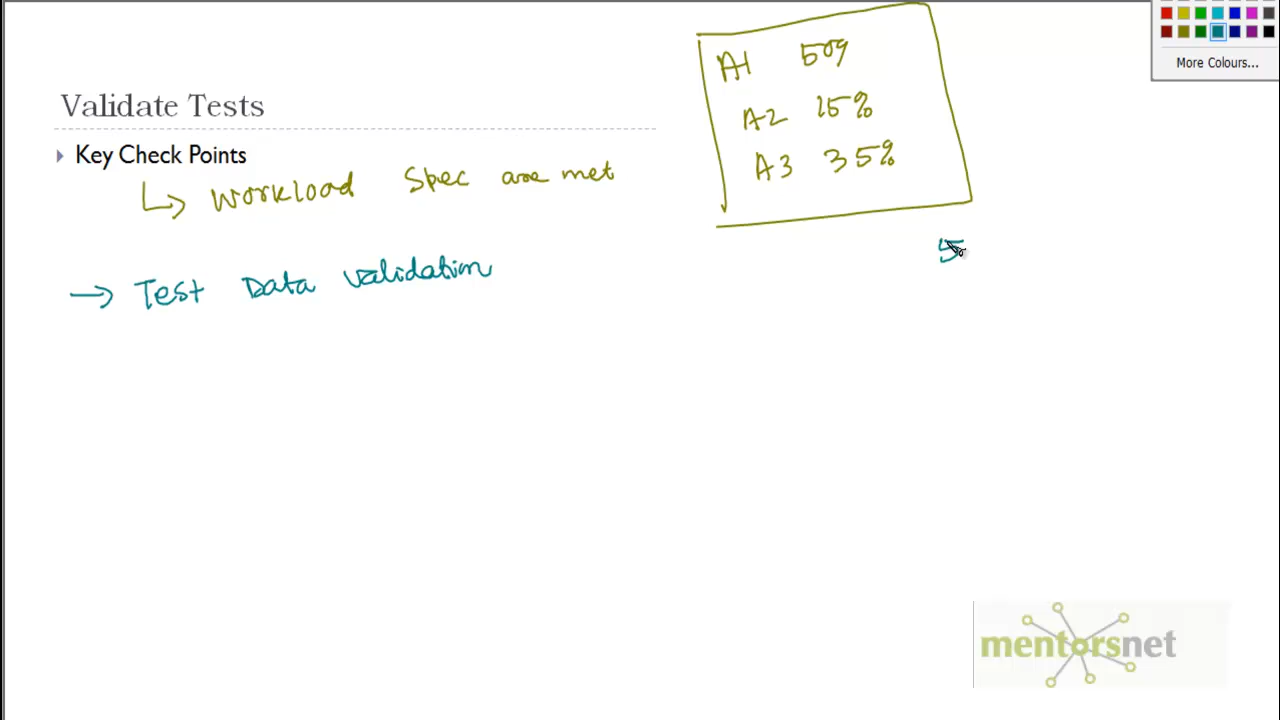 More Colours...
Validate Tests
Key Check Points
Workload Spec are met
Test Data validation
A1 50%
A2 15%
A3 35%
5
mentorsnet